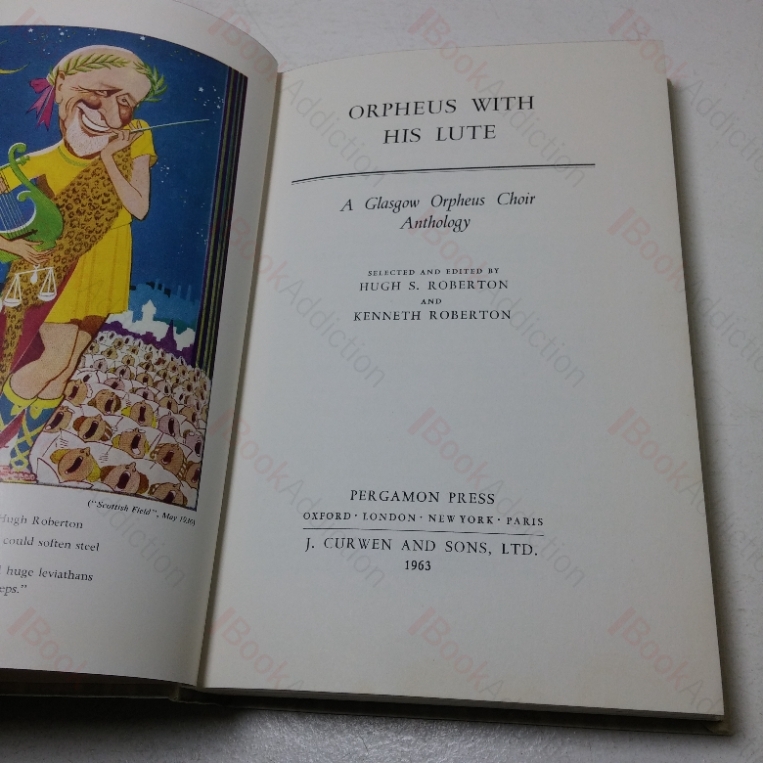 ("Scottish Field", May 1939)
Hugh Roberton
could soften steel
huge leviathans
eps."
ORPHEUS WITH
HIS LUTE
A Glasgow Orpheus Choir
Anthology
SELECTED AND EDITED BY
HUGH S. ROBERTON
AND
KENNETH ROBERTON
PERGAMON PRESS
OXFORD · LONDON · NEW YORK · PARIS
J. CURWEN AND SONS, LTD.
1963
BookAddiction